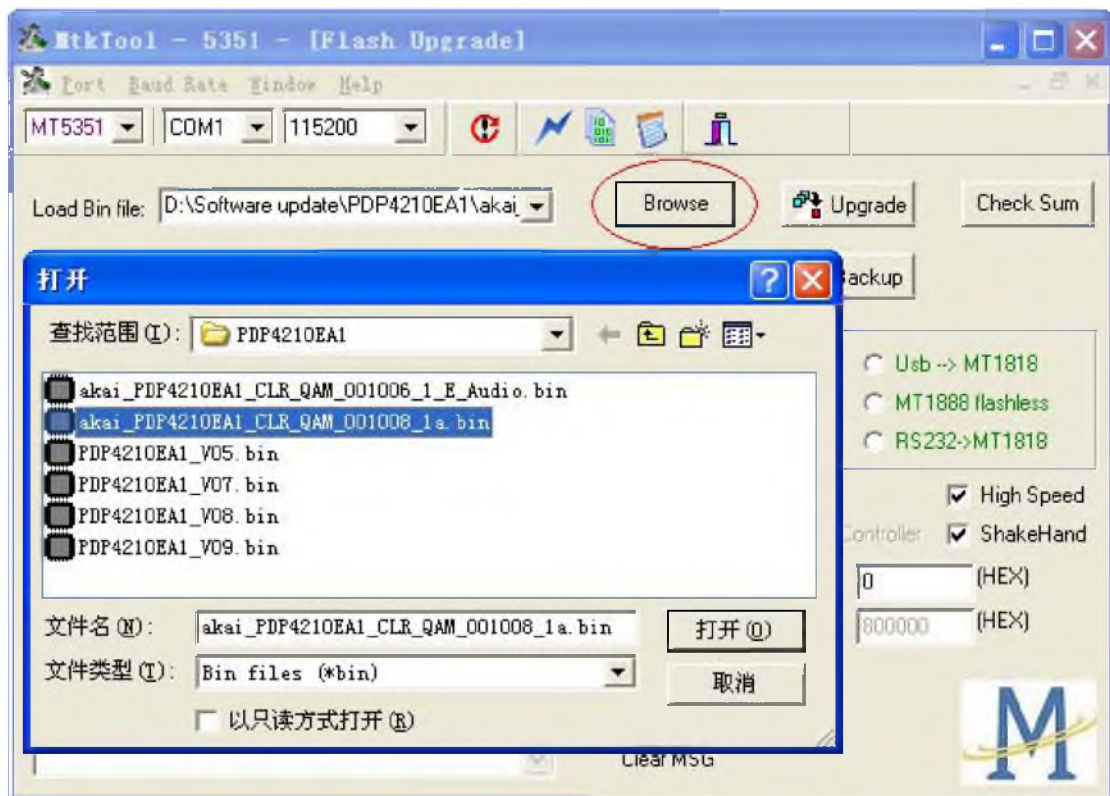 MtkTool - 5351 - [Flash Upgrade]
Port Baud Rate Window Help
MT5351 COM1 115200
Load Bin file: D:\Software update\PDP4210EA1\akai_ Browse Upgrade Check Sum
打开
ackup
查找范围(I): PDP4210EA1
akai_PDP4210EA1_CLR_QAM_001006_1_E_Audio.bin
akai_PDP4210EA1_CLR_QAM_001008_1a.bin
PDP4210EA1_V05.bin
PDP4210EA1_V07.bin
PDP4210EA1_V08.bin
PDP4210EA1_V09.bin
Usb --> MT1818
MT1888 flashless
RS232->MT1818
High Speed
Controller ShakeHand
0 (HEX)
800000 (HEX)
文件名(N): akai_PDP4210EA1_CLR_QAM_001008_1a.bin 打开(O)
文件类型(T): Bin files (*bin) 取消
以只读方式打开(R)
Clear MSG
M